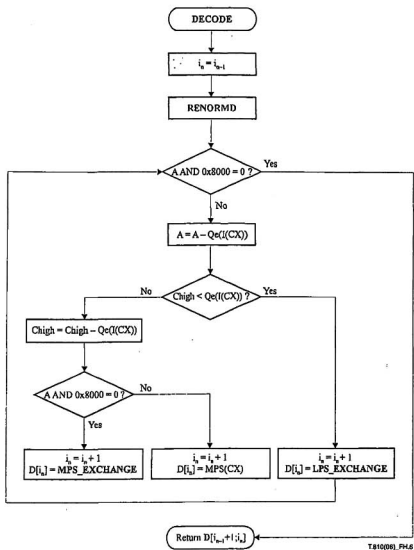 DECODE
iₙ = iₙ₋₁
RENORMD
A AND 0x8000 = 0 ?
Yes
No
A = A – Qe(I(CX))
No
Chigh < Qe(I(CX)) ?
Yes
Chigh = Chigh – Qe(I(CX))
A AND 0x8000 = 0 ?
No
Yes
iₙ = iₙ + 1
D[iₙ] = MPS_EXCHANGE
iₙ = iₙ + 1
D[iₙ] = MPS(CX)
iₙ = iₙ + 1
D[iₙ] = LPS_EXCHANGE
Return D[iₙ₋₁+1;iₙ]
T.810(06)_FH.6